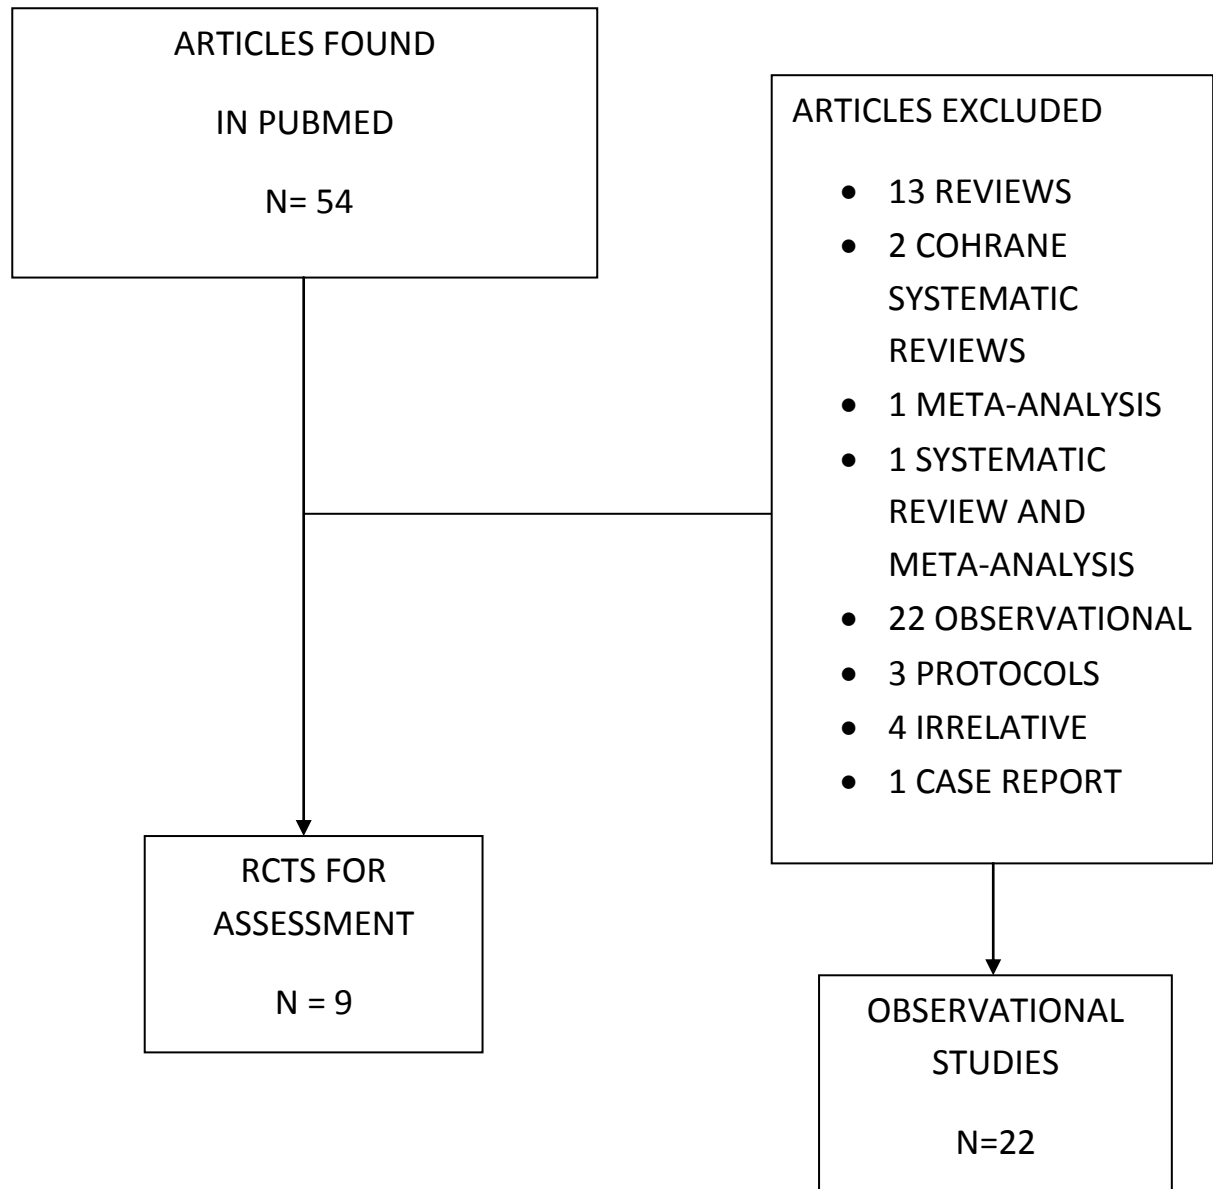 ARTICLES FOUND
IN PUBMED
N= 54
ARTICLES EXCLUDED
• 13 REVIEWS
• 2 COHRANE
SYSTEMATIC
REVIEWS
• 1 META-ANALYSIS
• 1 SYSTEMATIC
REVIEW AND
META-ANALYSIS
• 22 OBSERVATIONAL
• 3 PROTOCOLS
• 4 IRRELATIVE
• 1 CASE REPORT
RCTS FOR
ASSESSMENT
N = 9
OBSERVATIONAL
STUDIES
N=22